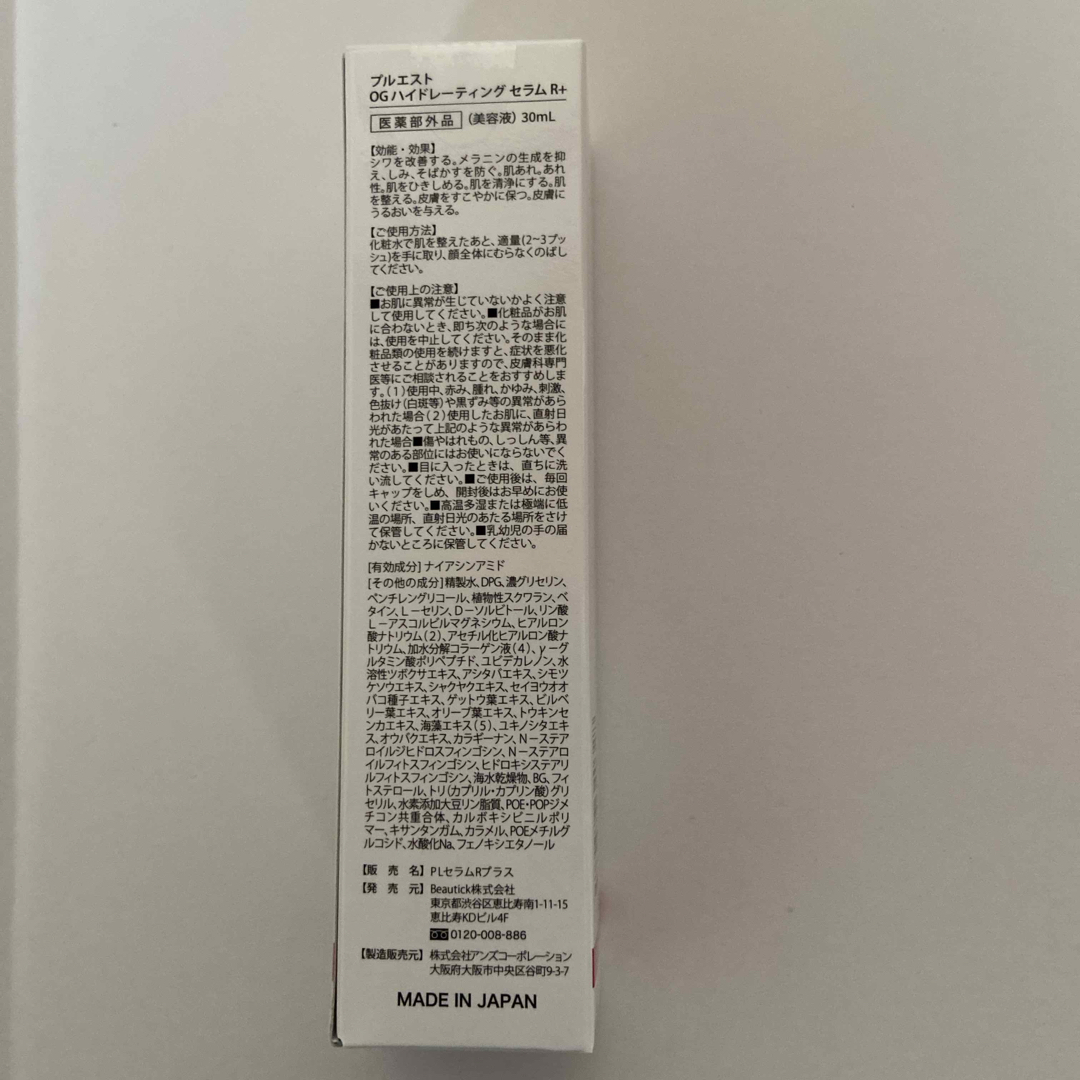 プルエスト
OG ハイドレーティング セラム R+
医薬部外品 (美容液) 30mL
【効能・効果】
シワを改善する。メラニンの生成を抑
え、しみ、そばかすを防ぐ。肌あれ。あれ
性。肌をひきしめる。肌を清浄にする。肌
を整える。皮膚をすこやかに保つ。皮膚に
うるおいを与える。
【ご使用方法】
化粧水で肌を整えたあと、適量(2~3プッ
シュ)を手に取り、顔全体にむらなくのばし
てください。
【ご使用上の注意】
■お肌に異常が生じていないかよく注意
して使用してください。■化粧品がお肌
に合わないとき、即ち次のような場合に
は、使用を中止してください。そのまま化
粧品類の使用を続けますと、症状を悪化
させることがありますので、皮膚科専門
医等にご相談されることをおすすめしま
す。(1)使用中、赤み、腫れ、かゆみ、刺激、
色抜け(白斑等)や黒ずみ等の異常があら
われた場合(2)使用したお肌に、直射日
光があたって上記のような異常があらわ
れた場合■傷やはれもの、しっしん等、異
常のある部位にはお使いにならないでく
ださい。■目に入ったときは、直ちに洗
い流してください。■ご使用後は、毎回
キャップをしめ、開封後はお早めにお使
いください。■高温多湿または極端に低
温の場所、直射日光のあたる場所をさけ
て保管してください。■乳幼児の手の届
かないところに保管してください。
[有効成分] ナイアシンアミド
[その他の成分]精製水、DPG、濃グリセリン、
ペンチレングリコール、植物性スクワラン、ベ
タイン、L－セリン、D－ソルビトール、リン酸
L－アスコルビルマグネシウム、ヒアルロン
酸ナトリウム(2)、アセチル化ヒアルロン酸ナ
トリウム、加水分解コラーゲン液(4)、γ－グ
ルタミン酸ポリペプチド、ユビデカレノン、水
溶性ツボクサエキス、アシタバエキス、シモツ
ケソウエキス、シャクヤクエキス、セイヨウオオ
バコ種子エキス、ゲットウ葉エキス、ビルベ
リー葉エキス、オリーブ葉エキス、トウキンセ
ンカエキス、海藻エキス(5)、ユキノシタエキ
ス、オウバクエキス、カラギーナン、N－ステア
ロイルジヒドロスフィンゴシン、N－ステアロ
イルフィトスフィンゴシン、ヒドロキシステアリ
ルフィトスフィンゴシン、海水乾燥物、BG、フィ
トステロール、トリ(カプリル・カプリン酸)グリ
セリル、水素添加大豆リン脂質、POE・POPジメ
チコン共重合体、カルボキシビニルポリ
マー、キサンタンガム、カラメル、POEメチルグ
ルコシド、水酸化Na、フェノキシエタノール
【販 売 名】PLセラムRプラス
【発 売 元】Beautick株式会社
東京都渋谷区恵比寿南1-11-15
恵比寿KDビル4F
0120-008-886
【製造販売元】株式会社アンズコーポレーション
大阪府大阪市中央区谷町9-3-7
MADE IN JAPAN